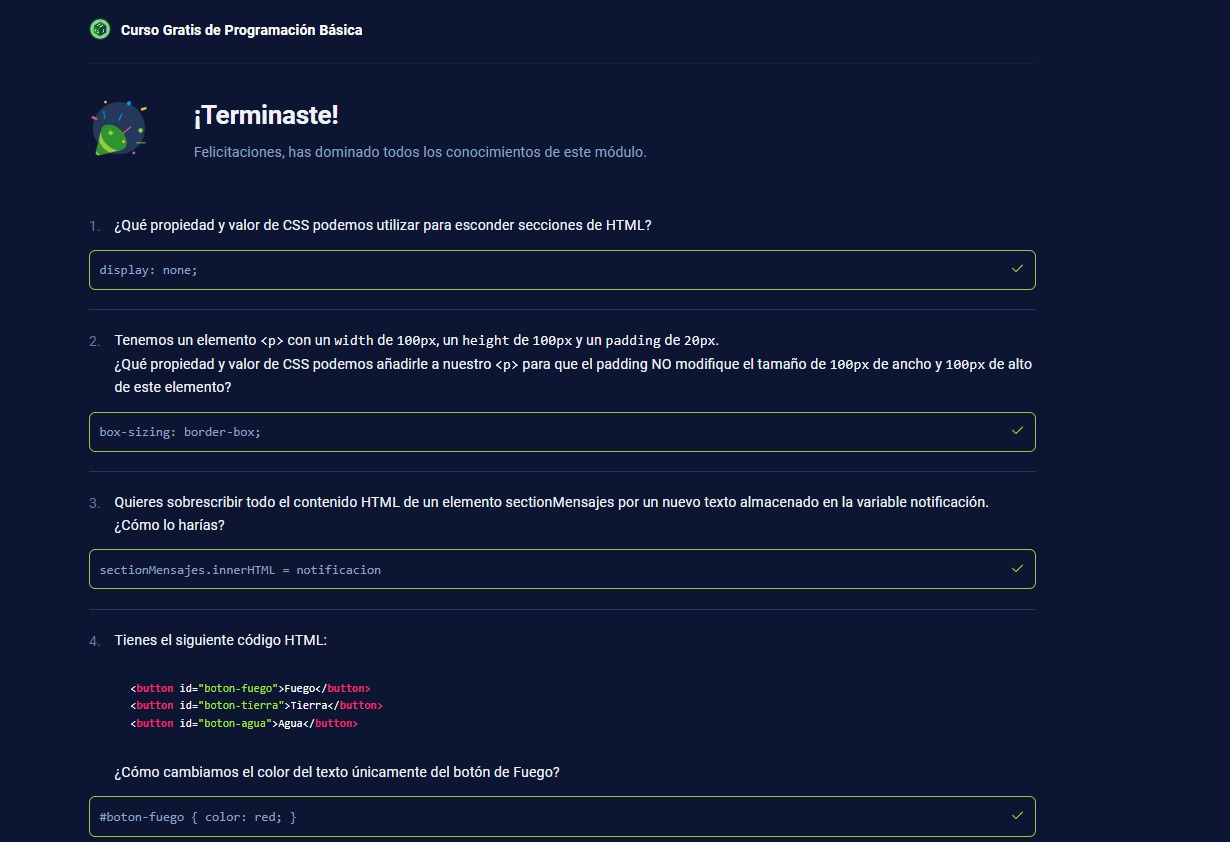 Curso Gratis de Programación Básica
¡Terminaste!
Felicitaciones, has dominado todos los conocimientos de este módulo.
1. ¿Qué propiedad y valor de CSS podemos utilizar para esconder secciones de HTML?
display: none;
2. Tenemos un elemento <p> con un width de 100px, un height de 100px y un padding de 20px.
¿Qué propiedad y valor de CSS podemos añadirle a nuestro <p> para que el padding NO modifique el tamaño de 100px de ancho y 100px de alto
de este elemento?
box-sizing: border-box;
3. Quieres sobrescribir todo el contenido HTML de un elemento sectionMensajes por un nuevo texto almacenado en la variable notificación.
¿Cómo lo harías?
sectionMensajes.innerHTML = notificacion
4. Tienes el siguiente código HTML:
<button id="boton-fuego">Fuego</button>
<button id="boton-tierra">Tierra</button>
<button id="boton-agua">Agua</button>
¿Cómo cambiamos el color del texto únicamente del botón de Fuego?
#boton-fuego { color: red; }